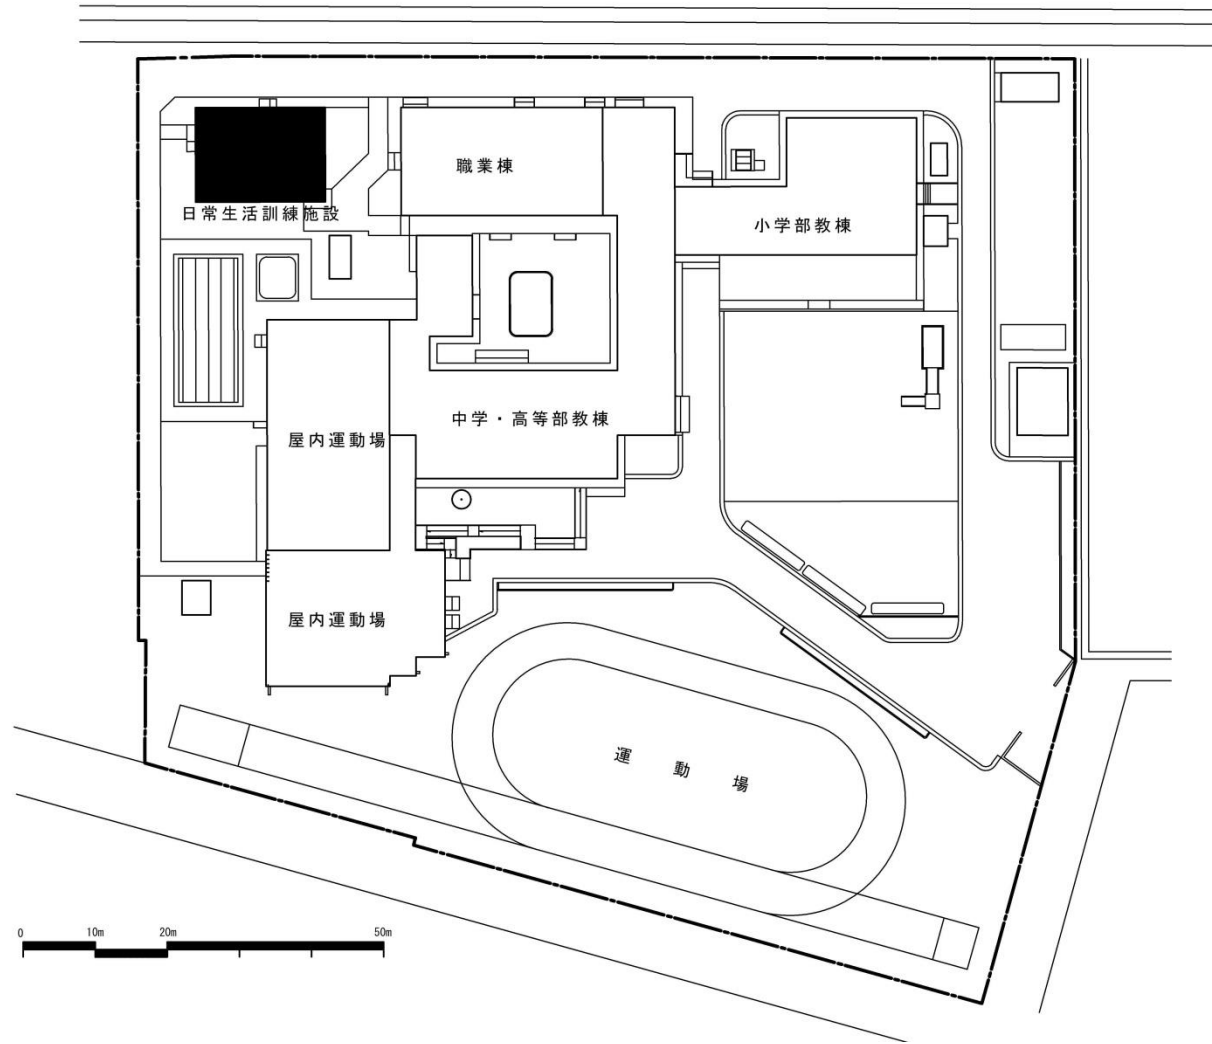 職業棟
日常生活訓練施設
小学部教棟
中学・高等部教棟
屋内運動場
屋内運動場
運動場
0 10m 20m 50m